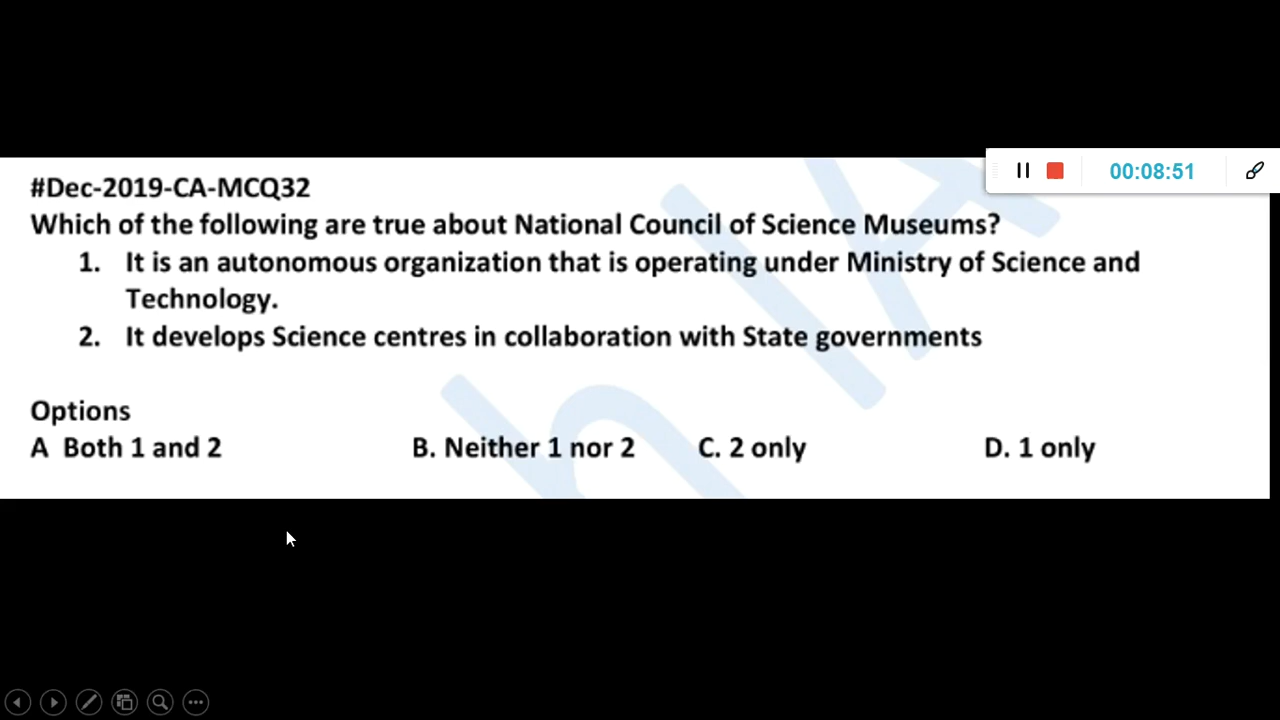 00:08:51
#Dec-2019-CA-MCQ32
Which of the following are true about National Council of Science Museums?
1. It is an autonomous organization that is operating under Ministry of Science and
Technology.
2. It develops Science centres in collaboration with State governments
Options
A Both 1 and 2 B. Neither 1 nor 2 C. 2 only D. 1 only